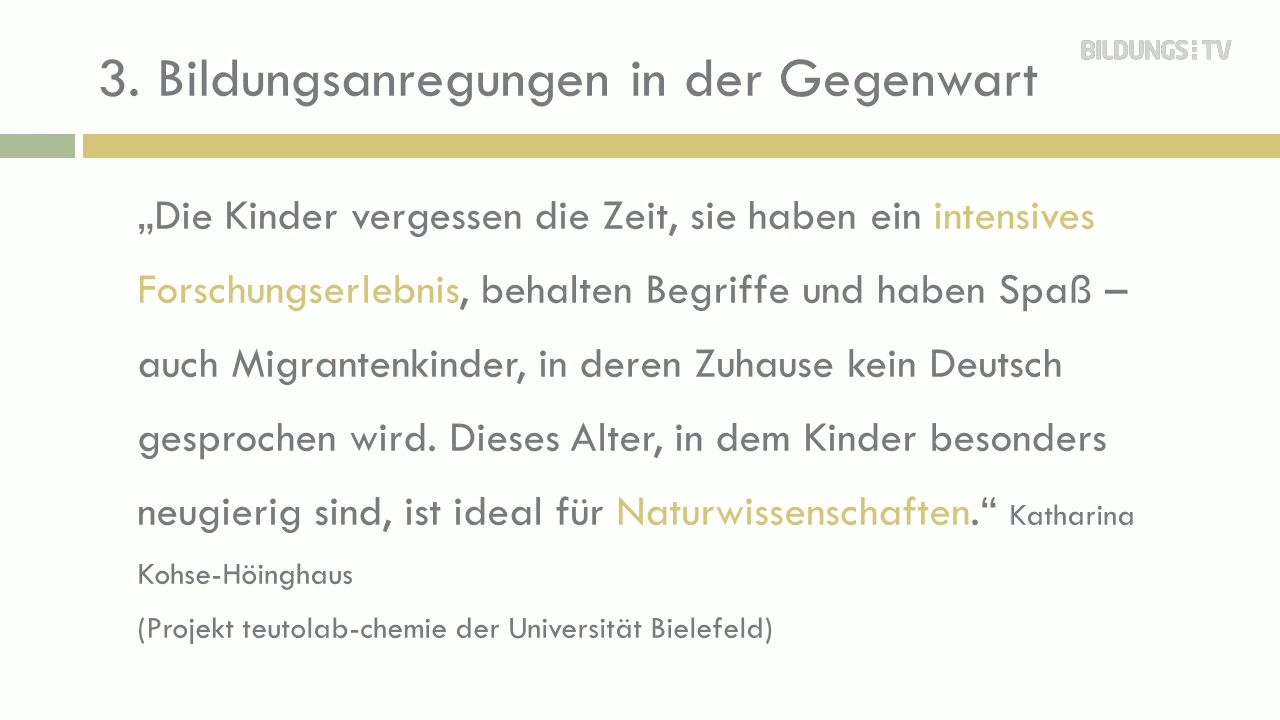 3. Bildungsanregungen in der Gegenwart
BILDUNGS:TV
„Die Kinder vergessen die Zeit, sie haben ein intensives
Forschungserlebnis, behalten Begriffe und haben Spaß –
auch Migrantenkinder, in deren Zuhause kein Deutsch
gesprochen wird. Dieses Alter, in dem Kinder besonders
neugierig sind, ist ideal für Naturwissenschaften.“ Katharina
Kohse-Höinghaus
(Projekt teutolab-chemie der Universität Bielefeld)